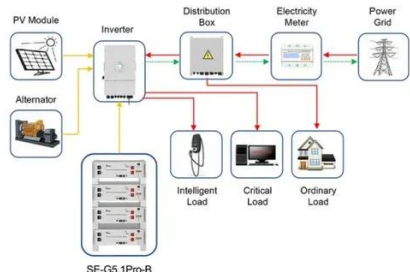 PV Module
Inverter
Distribution
Box
Electricity
Meter
Power
Grid
Alternator
Intelligent
Load
Critical
Load
Ordinary
Load
SE-G5.1Pro-B